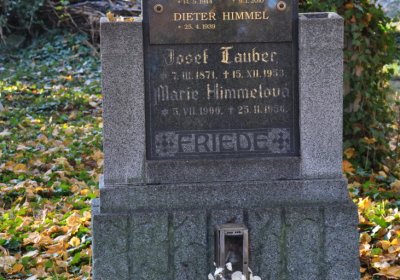 DIETER HIMMEL
☆ 25.4.1939
Josef Tauber
* 7. III. 1871. † 15. XII. 1953.
Marie Himmelová
* 5. VII. 1900. † 25. II. 1956.
FRIEDE